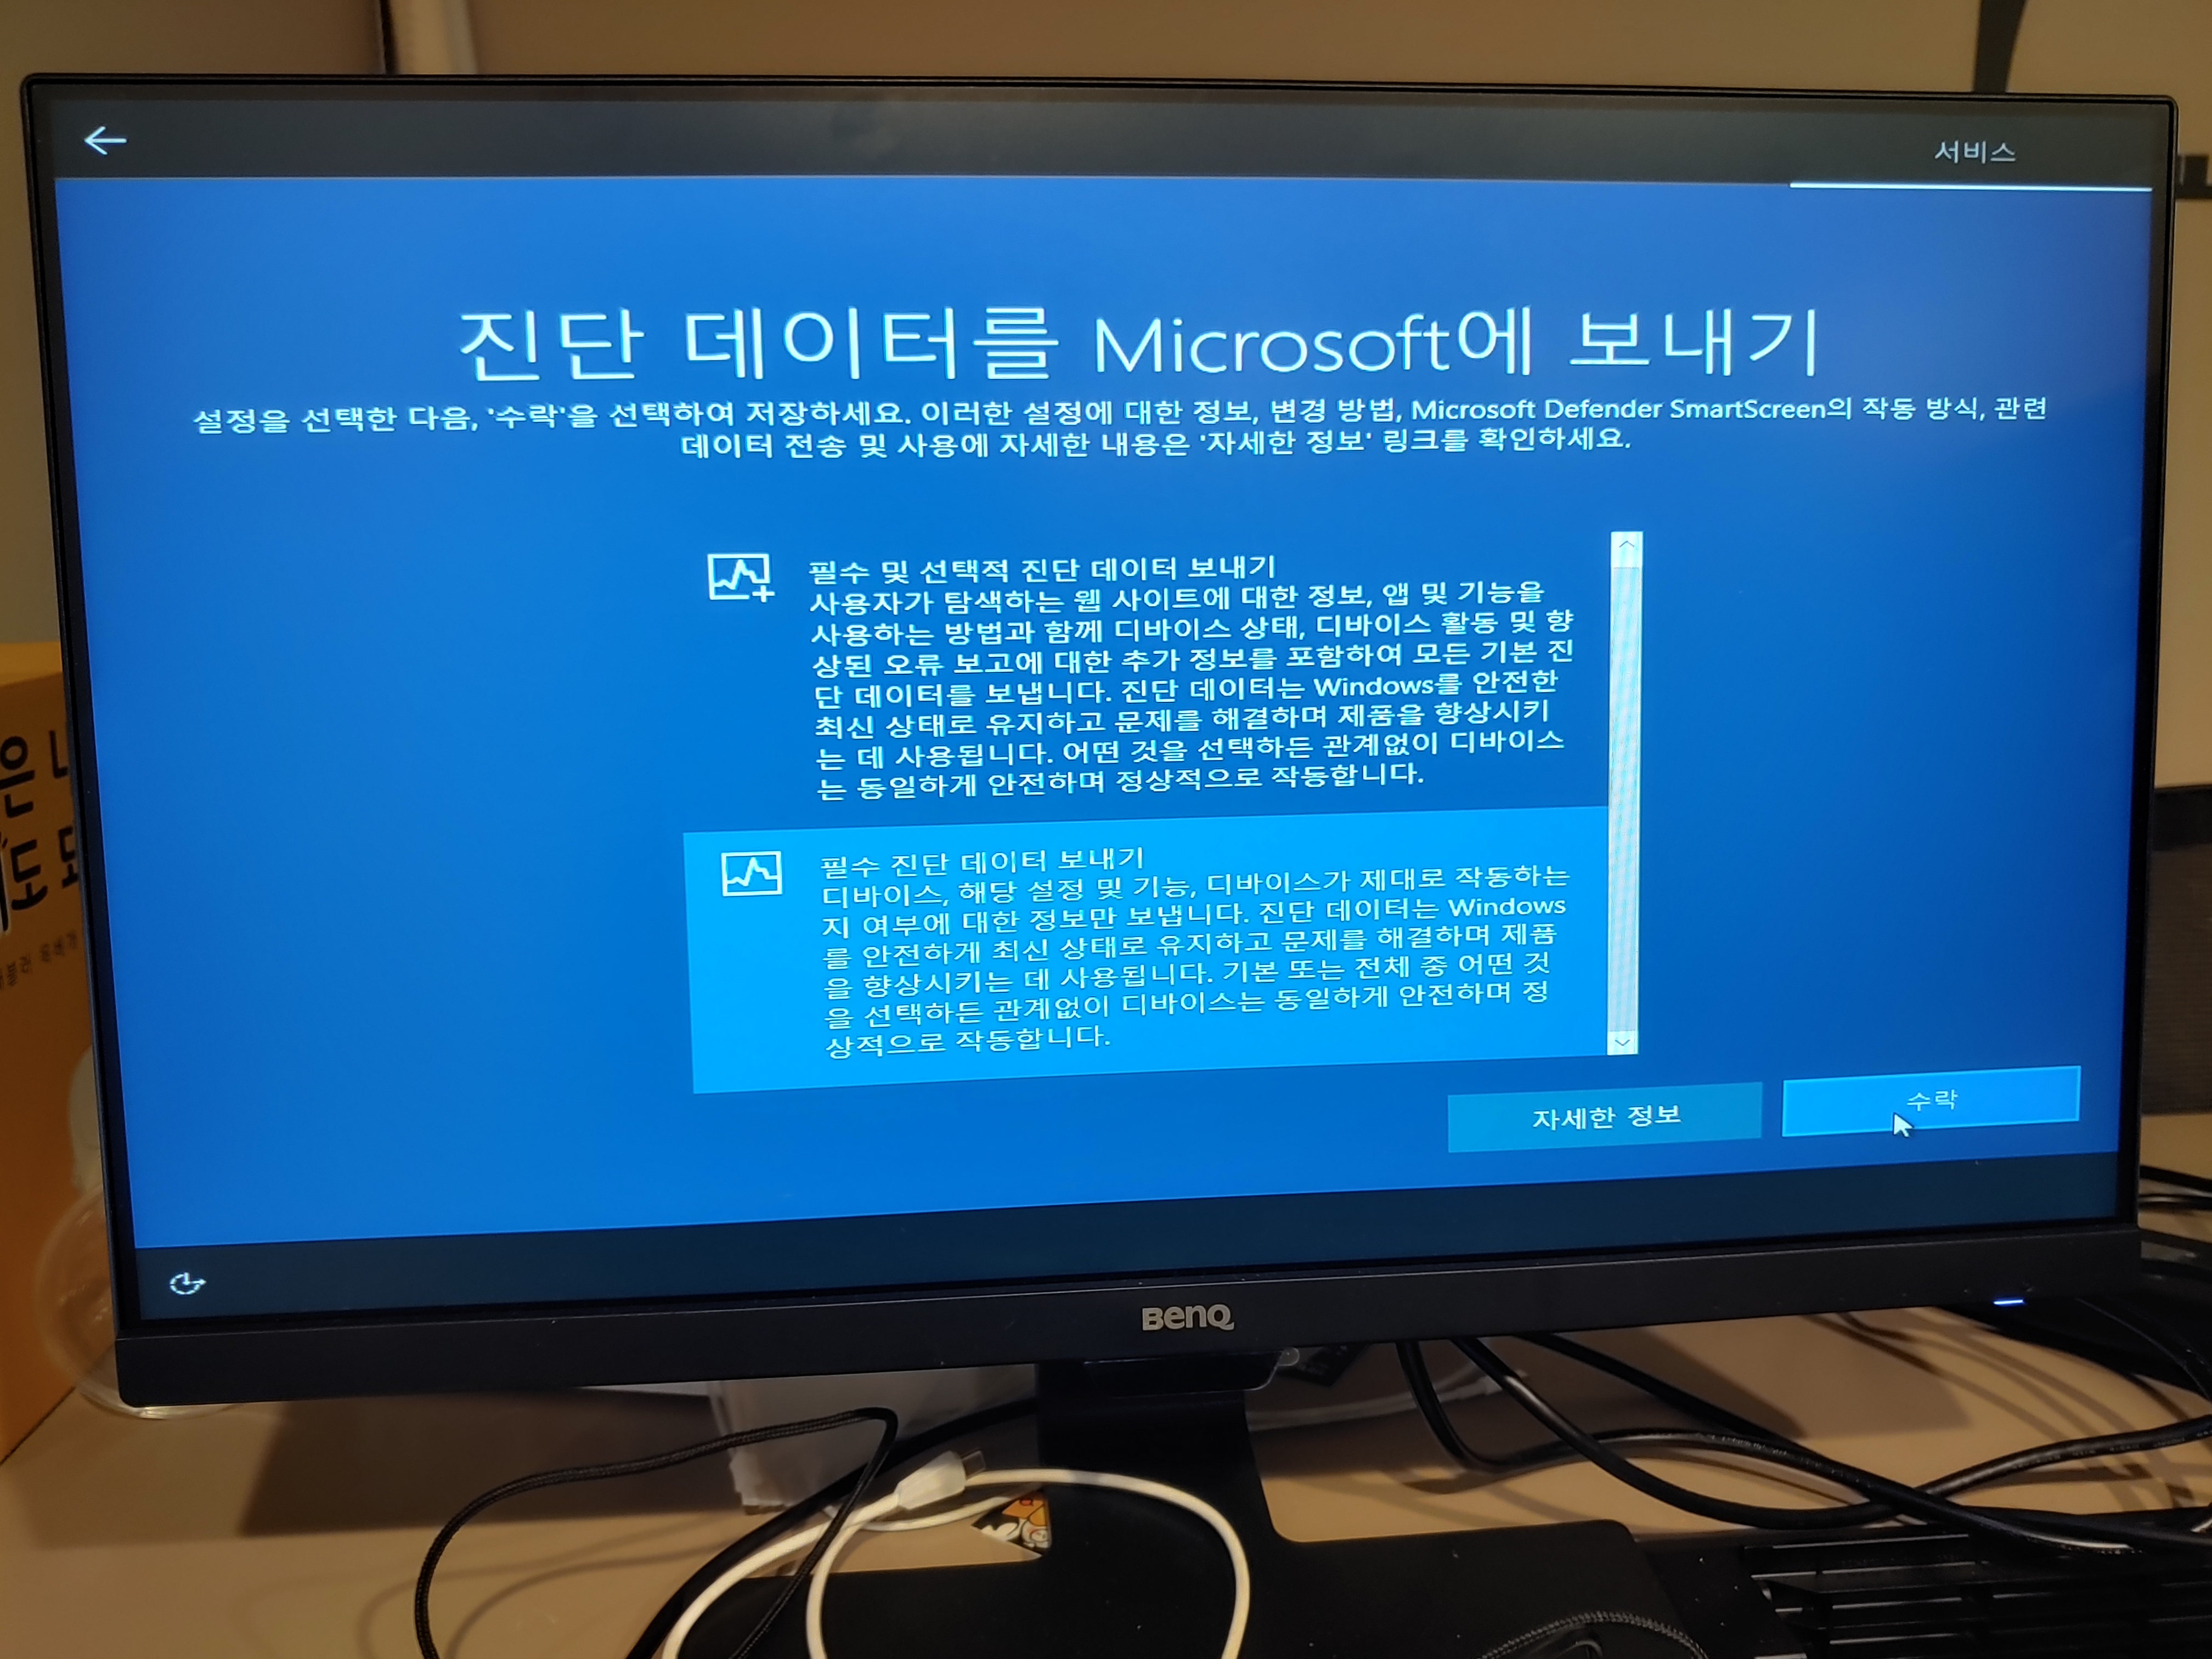 서비스
진단 데이터를 Microsoft에 보내기
설정을 선택한 다음, '수락'을 선택하여 저장하세요. 이러한 설정에 대한 정보, 변경 방법, Microsoft Defender SmartScreen의 작동 방식, 관련
데이터 전송 및 사용에 자세한 내용은 '자세한 정보' 링크를 확인하세요.
필수 및 선택적 진단 데이터 보내기
사용자가 탐색하는 웹 사이트에 대한 정보, 앱 및 기능을
사용하는 방법과 함께 디바이스 상태, 디바이스 활동 및 향
상된 오류 보고에 대한 추가 정보를 포함하여 모든 기본 진
단 데이터를 보냅니다. 진단 데이터는 Windows를 안전한
최신 상태로 유지하고 문제를 해결하며 제품을 향상시키
는 데 사용됩니다. 어떤 것을 선택하든 관계없이 디바이스
는 동일하게 안전하며 정상적으로 작동합니다.
필수 진단 데이터 보내기
디바이스, 해당 설정 및 기능, 디바이스가 제대로 작동하는
지 여부에 대한 정보만 보냅니다. 진단 데이터는 Windows
를 안전하게 최신 상태로 유지하고 문제를 해결하며 제품
을 향상시키는 데 사용됩니다. 기본 또는 전체 중 어떤 것
을 선택하든 관계없이 디바이스는 동일하게 안전하며 정
상적으로 작동합니다.
자세한 정보
수락
BenQ